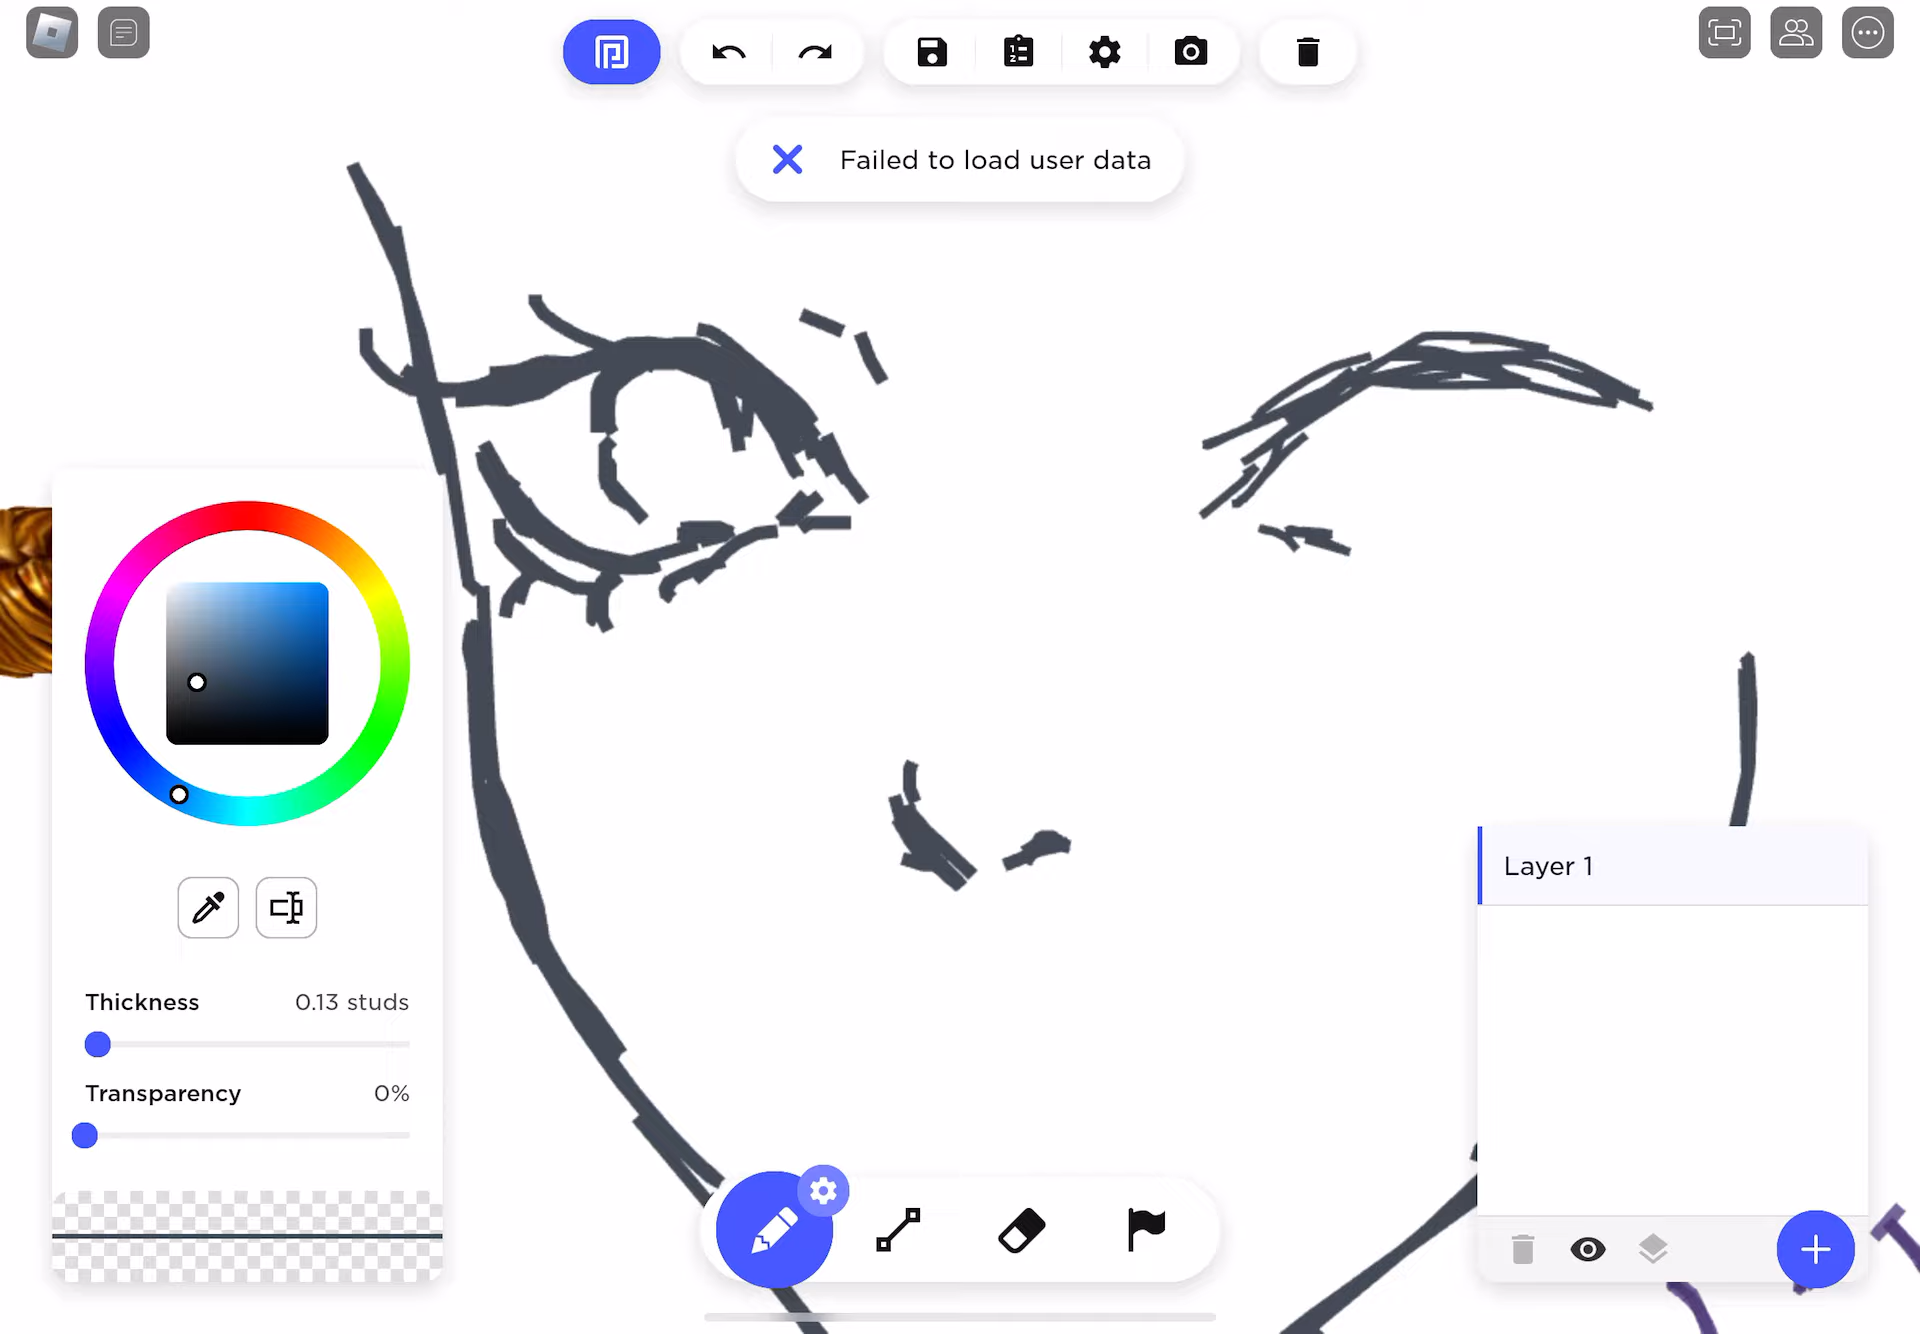 Failed to load user data
Thickness 0.13 studs
Transparency 0%
Layer 1